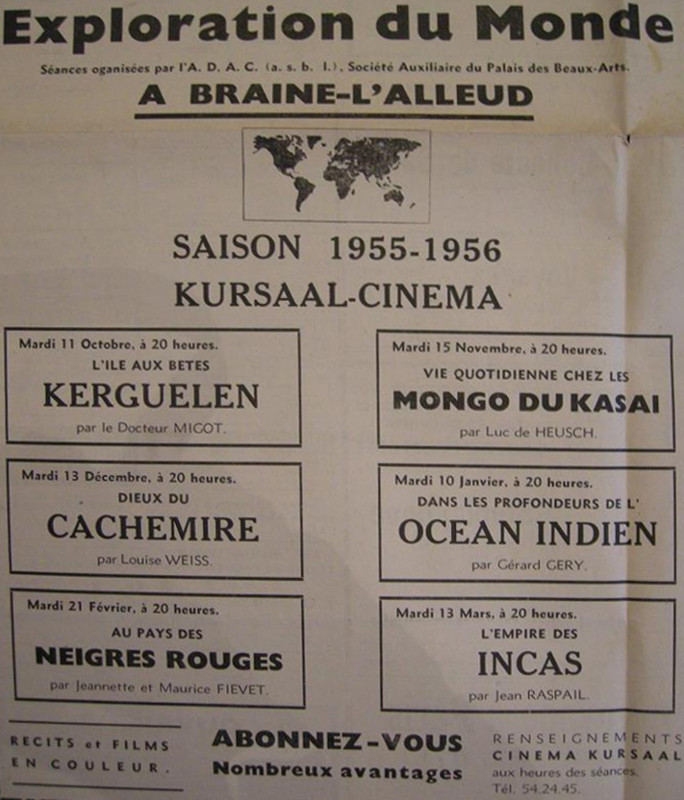 Exploration du Monde
Séances oganisées par l'A. D. A. C. (a. s. b. l.), Société Auxiliaire du Palais des Beaux-Arts.
A BRAINE-L'ALLEUD
SAISON 1955-1956
KURSAAL-CINEMA
Mardi 11 Octobre, à 20 heures.
L'ILE AUX BETES
KERGUELEN
par le Docteur MIGOT.
Mardi 15 Novembre, à 20 heures.
VIE QUOTIDIENNE CHEZ LES
MONGO DU KASAI
par Luc de HEUSCH.
Mardi 13 Décembre, à 20 heures.
DIEUX DU
CACHEMIRE
par Louise WEISS.
Mardi 10 Janvier, à 20 heures.
DANS LES PROFONDEURS DE L'
OCEAN INDIEN
par Gérard GERY.
Mardi 21 Février, à 20 heures.
AU PAYS DES
NEIGRES ROUGES
par Jeannette et Maurice FIEVET.
Mardi 13 Mars, à 20 heures.
L'EMPIRE DES
INCAS
par Jean RASPAIL.
RECITS et FILMS
EN COULEUR.
ABONNEZ-VOUS
Nombreux avantages
RENSEIGNEMENTS
CINEMA KURSAAL
aux heures des séances.
Tél. 54.24.45.